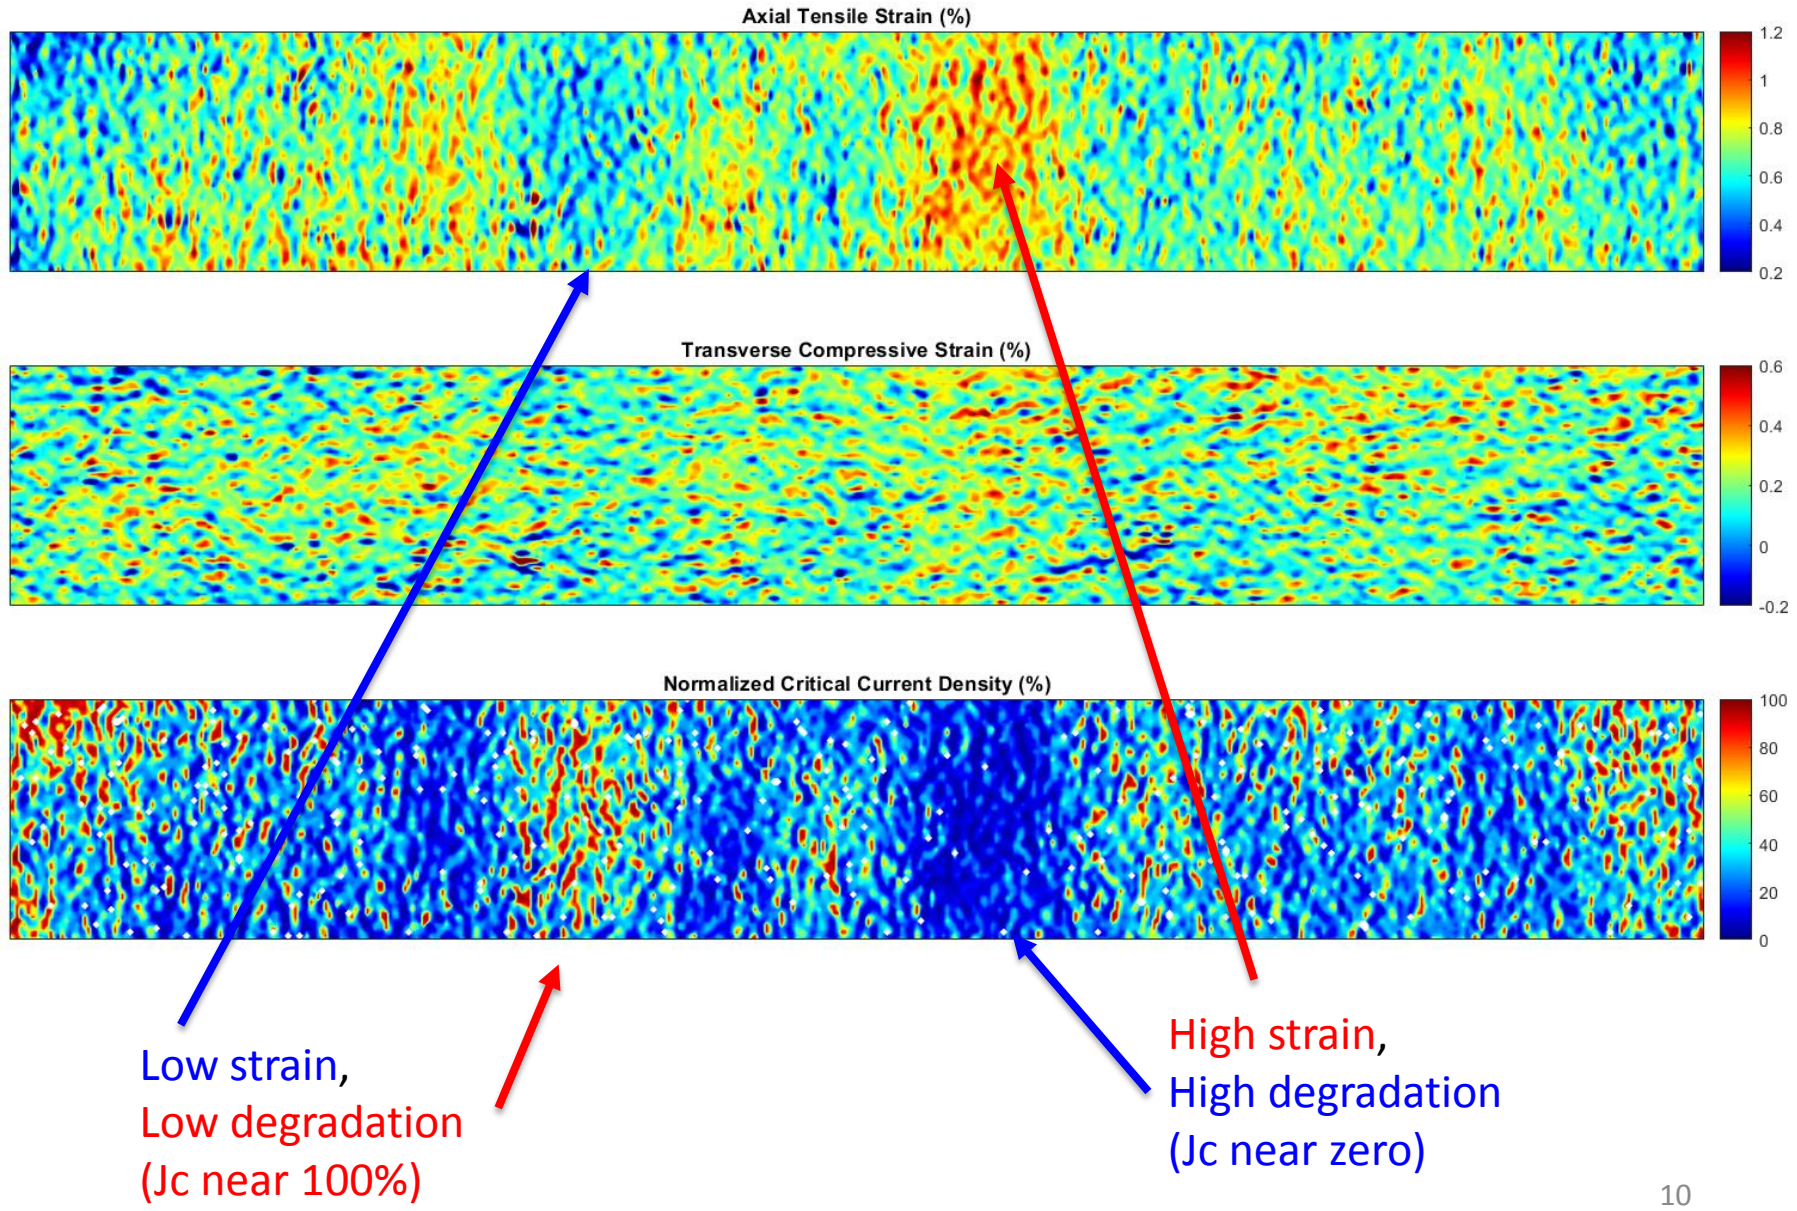 Axial Tensile Strain (%)
1.2
1
0.8
0.6
0.4
0.2
Transverse Compressive Strain (%)
0.6
0.4
0.2
0
-0.2
Normalized Critical Current Density (%)
100
80
60
40
20
0
Low strain,
Low degradation
(Jc near 100%)
High strain,
High degradation
(Jc near zero)
10